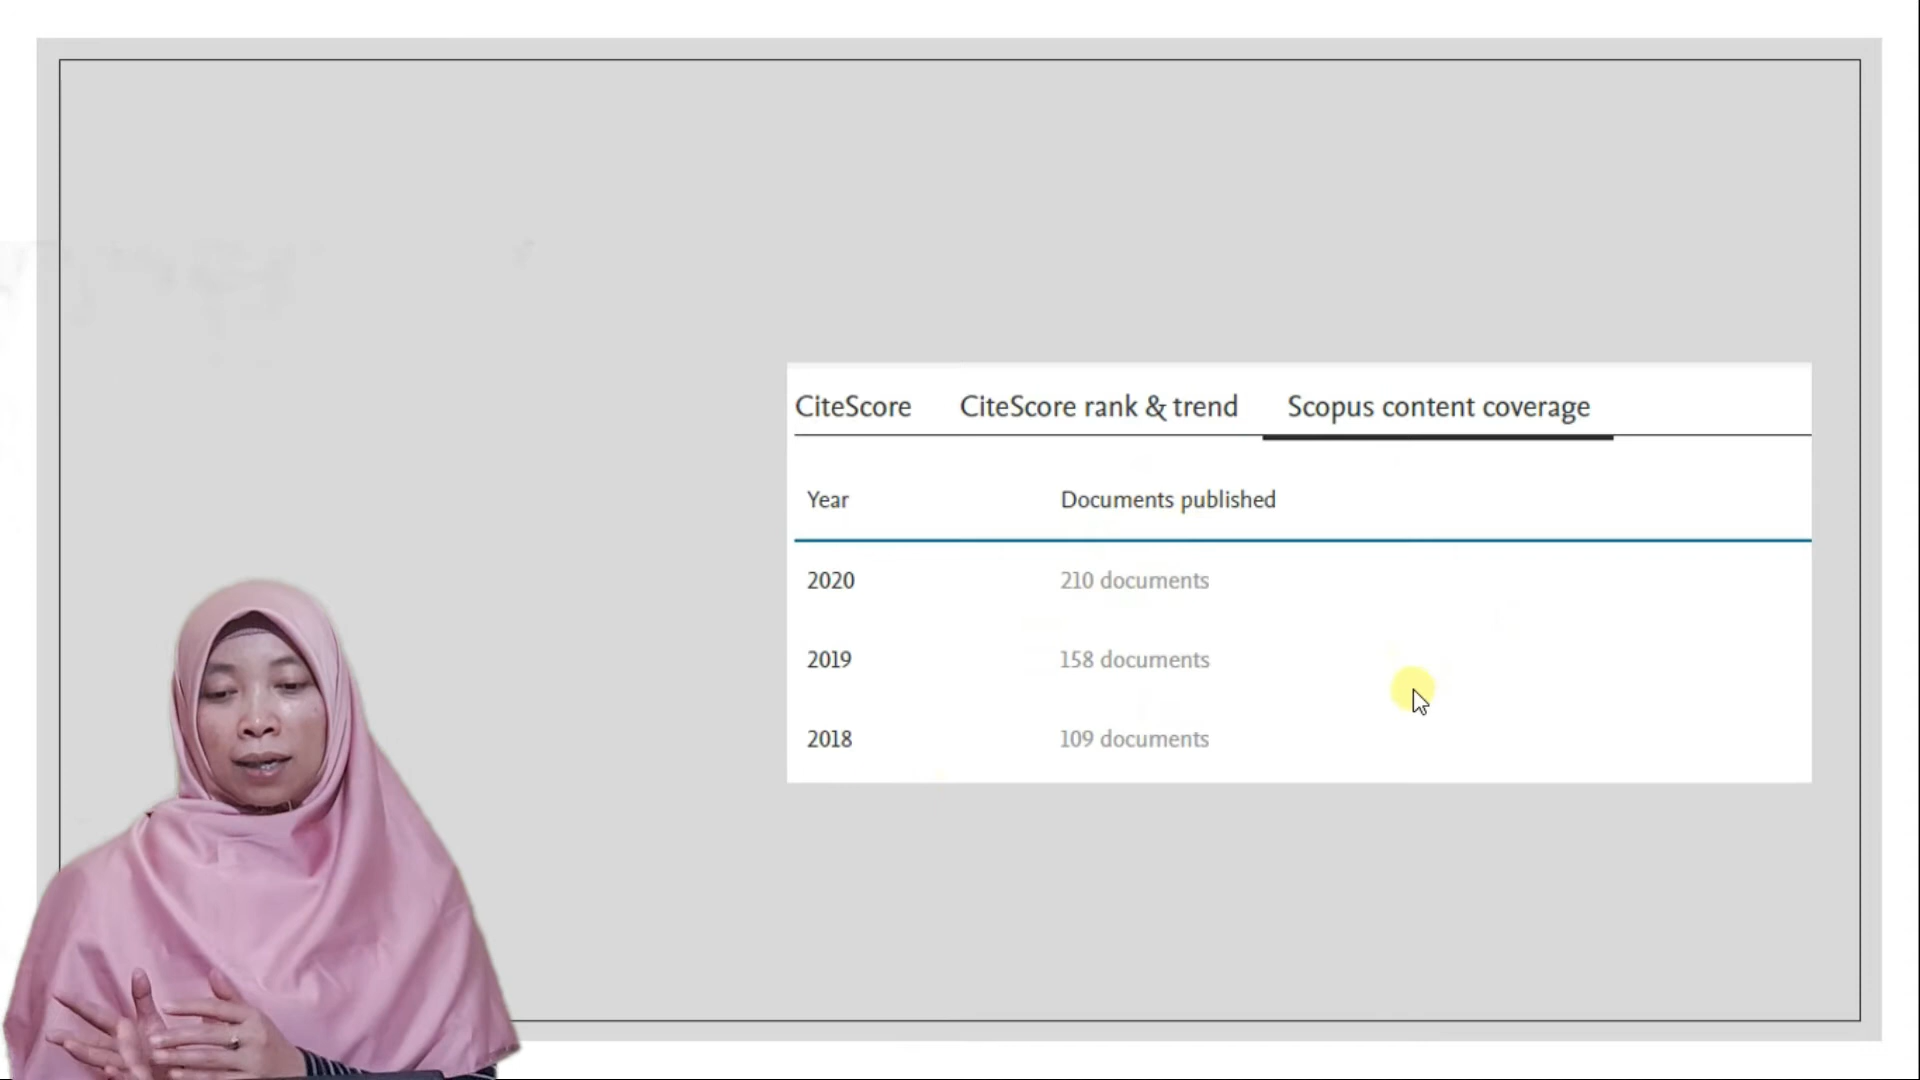 CiteScore CiteScore rank & trend Scopus content coverage
Year Documents published
2020 210 documents
2019 158 documents
2018 109 documents